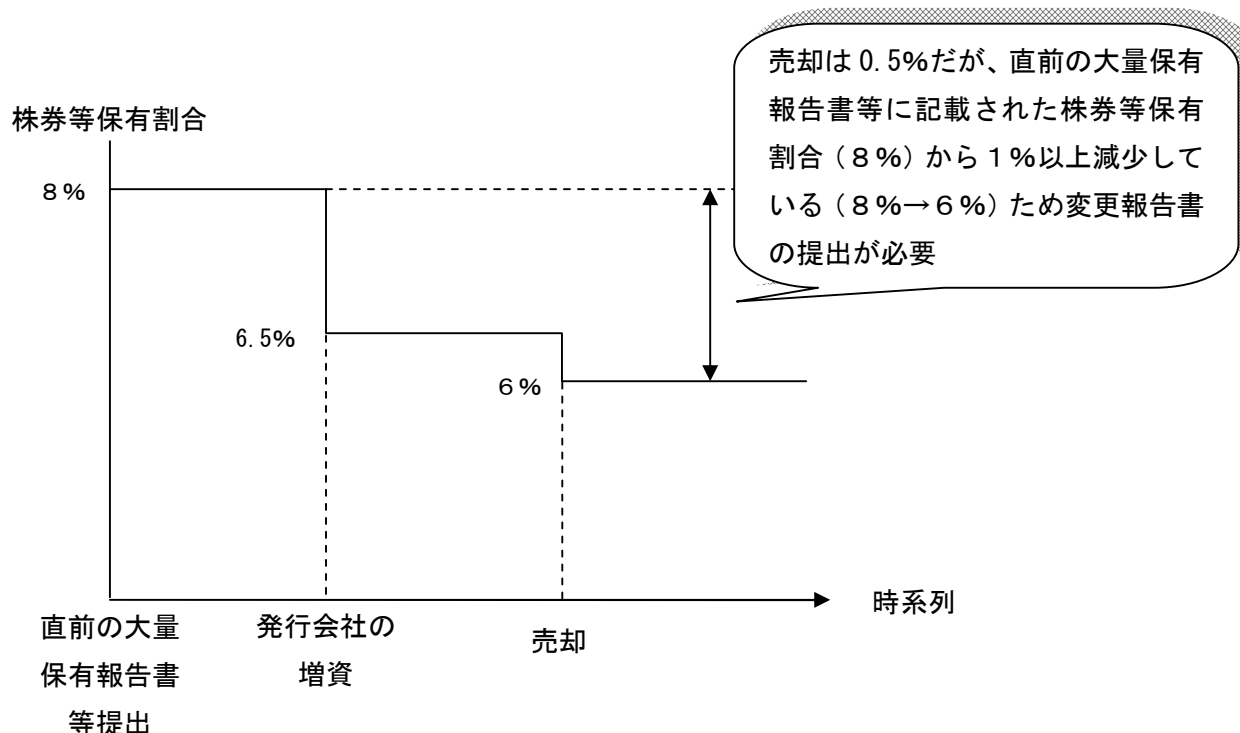 売却は0.5%だが、直前の大量保有
報告書等に記載された株券等保有
割合（８％）から１％以上減少して
いる（８％→６％）ため変更報告書
の提出が必要
株券等保有割合
８％
6.5%
６％
時系列
直前の大量
保有報告書
等提出
発行会社の
増資
売却